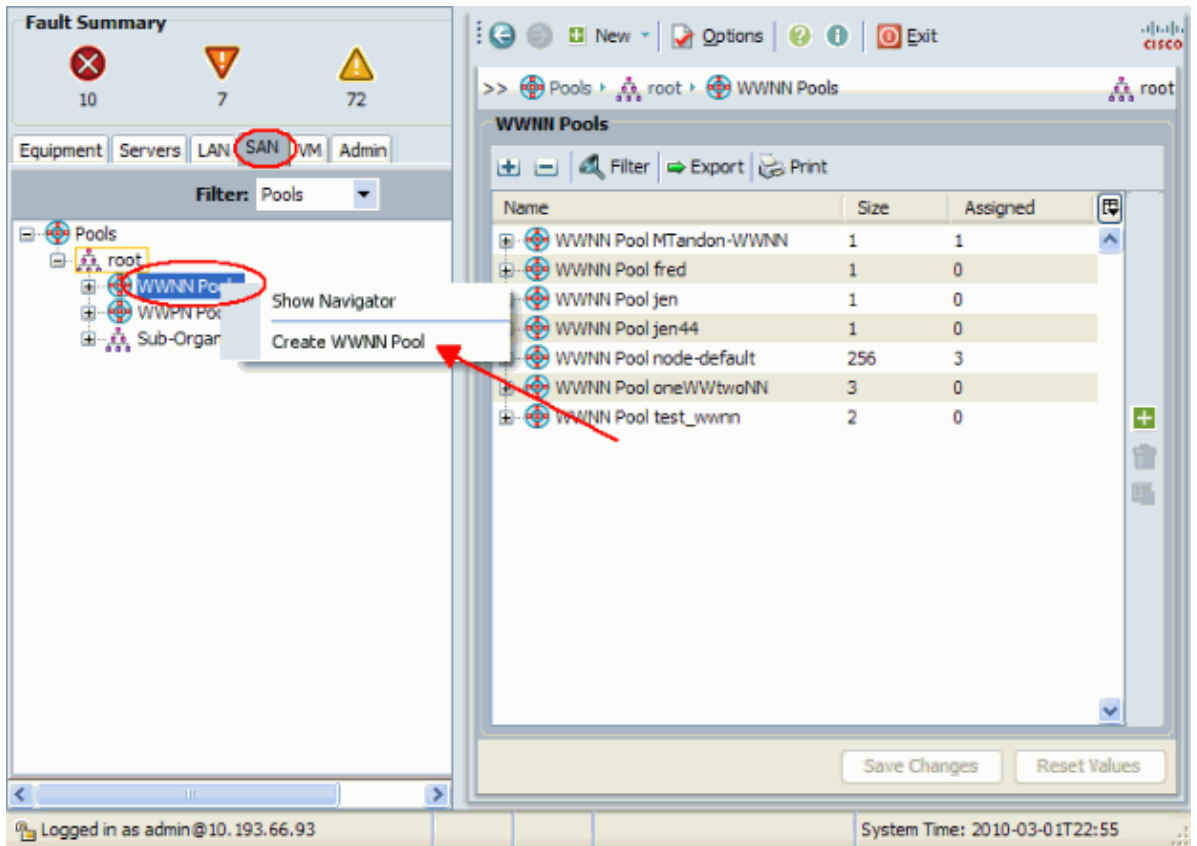 Fault Summary
10 7 72
Equipment Servers LAN SAN VM Admin
Filter: Pools
Pools
root
WWNN Poo
WWPN Poo
Sub-Organ
Show Navigator
Create WWNN Pool
New Options Exit
CISCO
>> Pools root WWNN Pools root
WWNN Pools
Filter Export Print
Name Size Assigned
WWNN Pool MTandon-WWNN 1 1
WWNN Pool fred 1 0
WWNN Pool jen 1 0
WWNN Pool jen44 1 0
WWNN Pool node-default 256 3
WWNN Pool oneWWtwoNN 3 0
WWNN Pool test_wwnn 2 0
Save Changes Reset Values
Logged in as admin@10.193.66.93 System Time: 2010-03-01T22:55